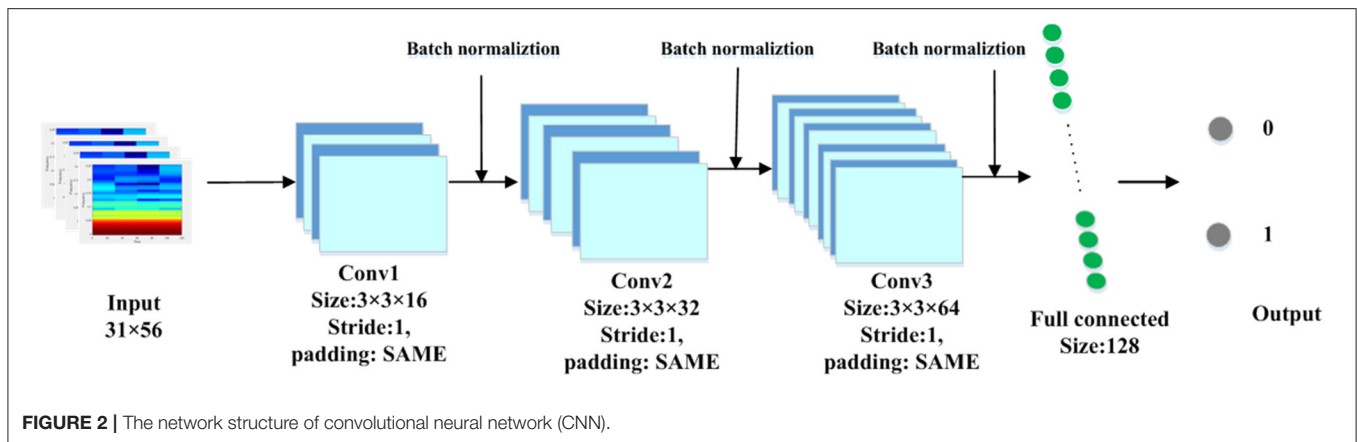 Batch normaliztion
Batch normaliztion
Batch normaliztion
0
1
Input
31×56
Conv1
Size:3×3×16
Stride:1,
padding: SAME
Conv2
Size:3×3×32
Stride:1,
padding: SAME
Conv3
Size:3×3×64
Stride:1,
padding: SAME
Full connected
Size:128
Output
FIGURE 2 | The network structure of convolutional neural network (CNN).